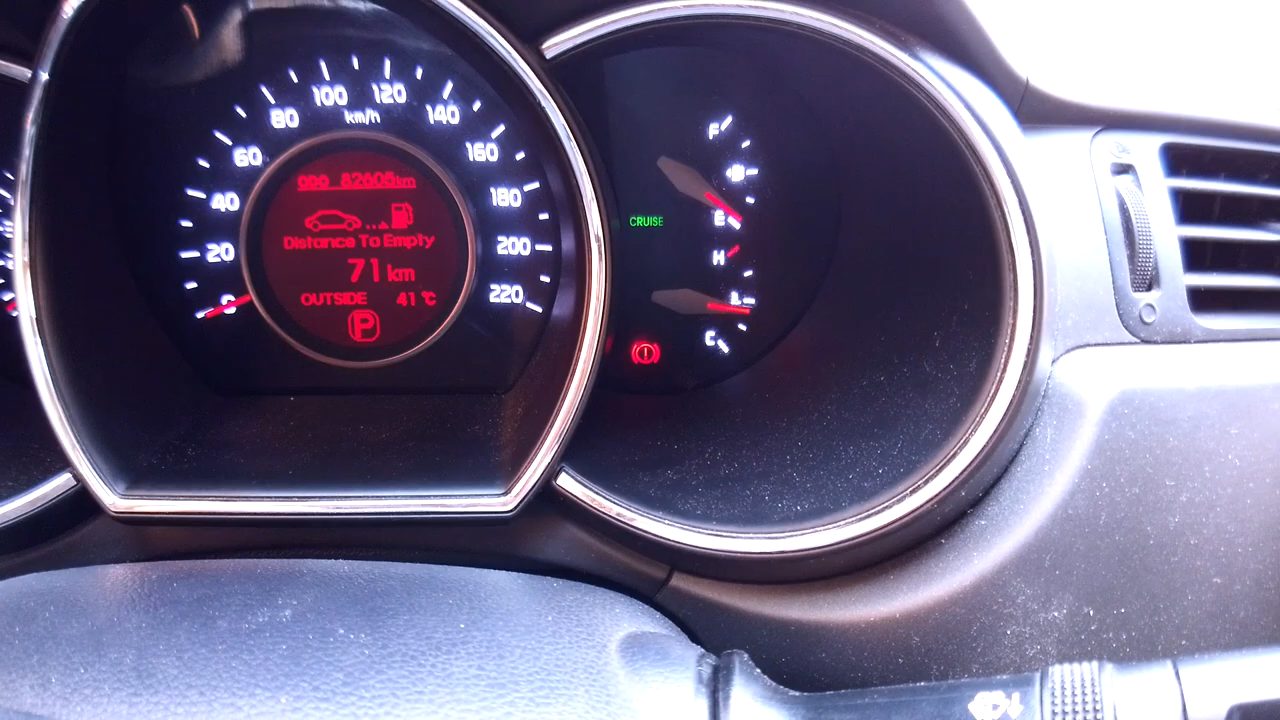 0
20
40
60
80
100
120
140
160
180
200
220
km/h
ODO 82605km
Distance To Empty
71 km
OUTSIDE 41 °C
P
CRUISE
F
E
H
C